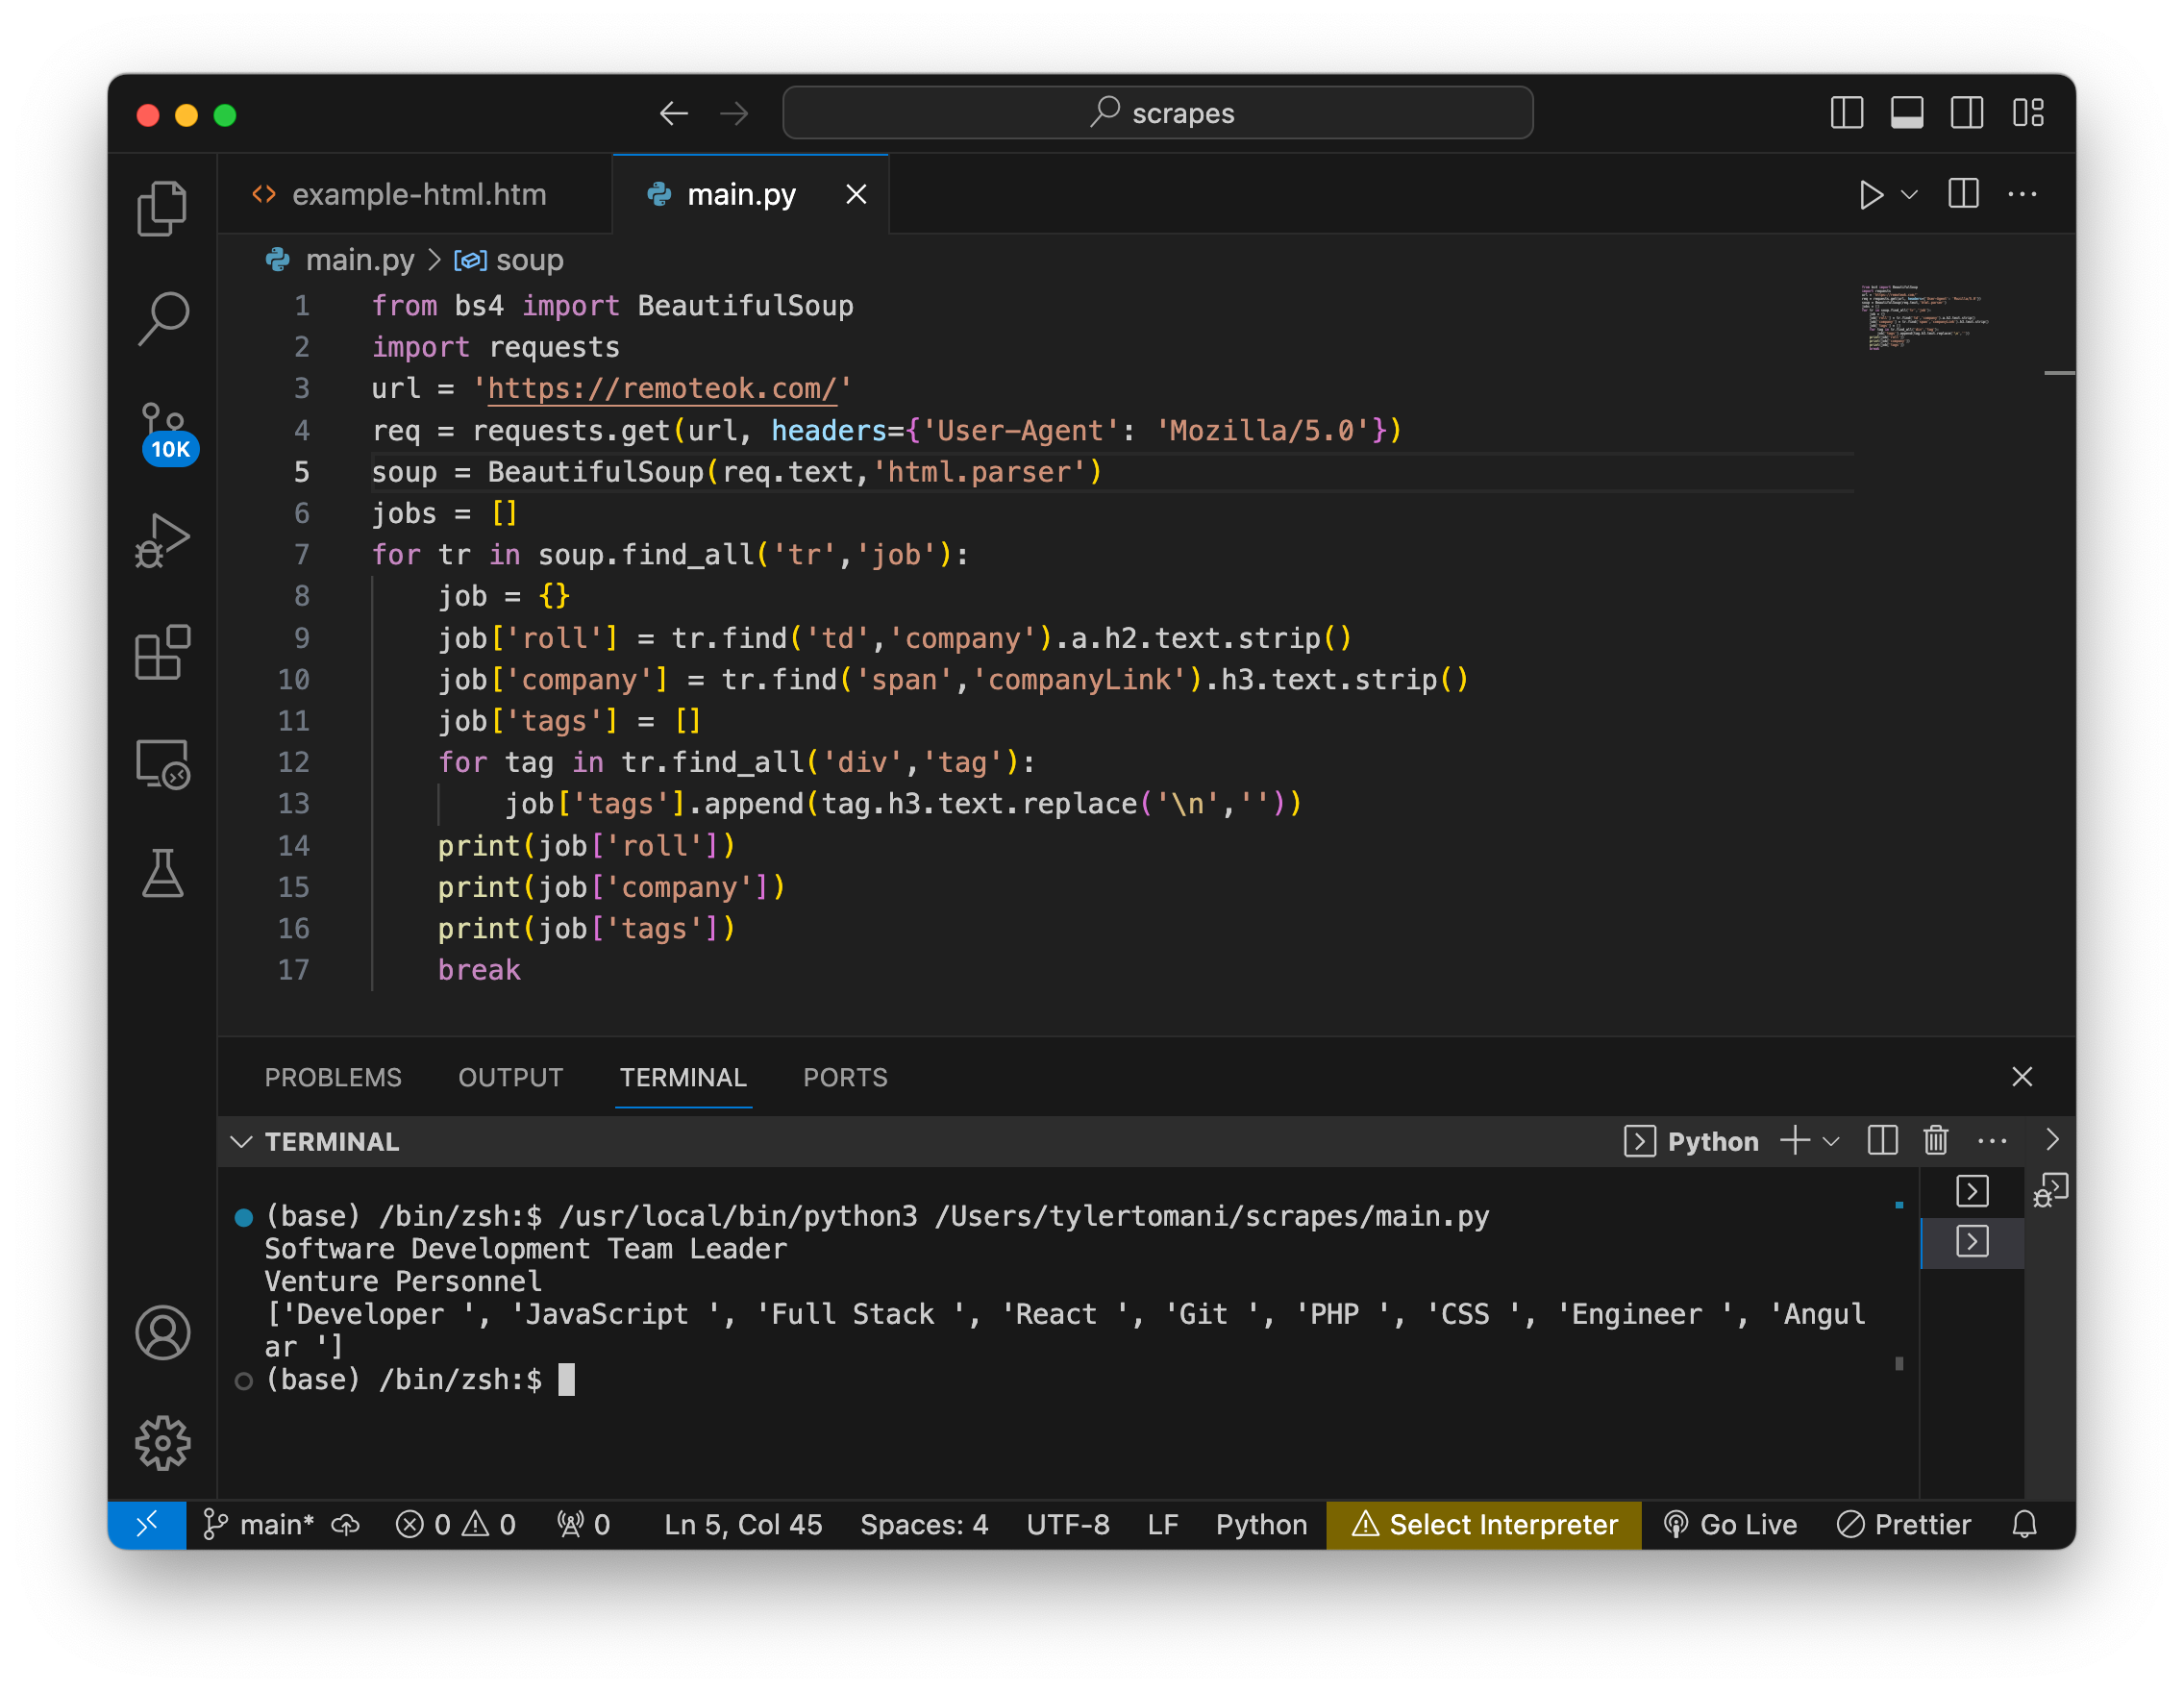 scrapes
example-html.htm
main.py
main.py > soup
1 from bs4 import BeautifulSoup
2 import requests
3 url = 'https://remoteok.com/'
4 req = requests.get(url, headers={'User-Agent': 'Mozilla/5.0'})
5 soup = BeautifulSoup(req.text,'html.parser')
6 jobs = []
7 for tr in soup.find_all('tr','job'):
8     job = {}
9     job['roll'] = tr.find('td','company').a.h2.text.strip()
10     job['company'] = tr.find('span','companyLink').h3.text.strip()
11     job['tags'] = []
12     for tag in tr.find_all('div','tag'):
13         job['tags'].append(tag.h3.text.replace('\n',''))
14     print(job['roll'])
15     print(job['company'])
16     print(job['tags'])
17     break
10K
PROBLEMS OUTPUT TERMINAL PORTS
TERMINAL
Python
(base) /bin/zsh:$ /usr/local/bin/python3 /Users/tylertomani/scrapes/main.py
Software Development Team Leader
Venture Personnel
['Developer ', 'JavaScript ', 'Full Stack ', 'React ', 'Git ', 'PHP ', 'CSS ', 'Engineer ', 'Angul
ar ']
(base) /bin/zsh:$
main* 0 0 0 Ln 5, Col 45 Spaces: 4 UTF-8 LF Python Select Interpreter Go Live Prettier